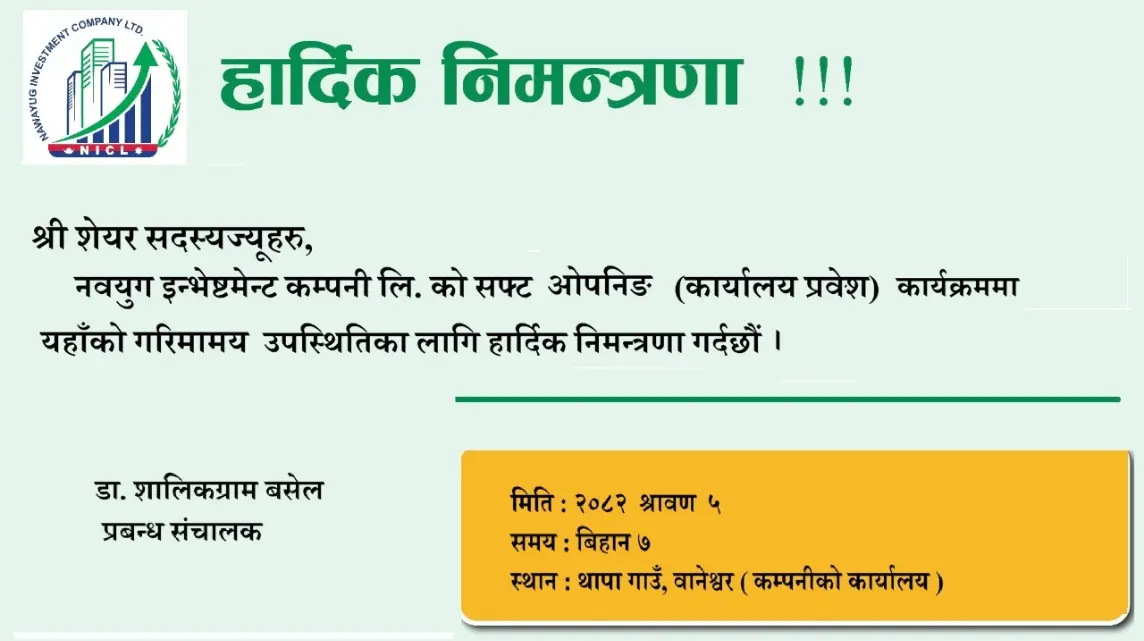 NAWAYUG INVESTMENT COMPANY LTD.
NICL
हार्दिक निमन्त्रणा !!!
श्री शेयर सदस्यज्यूहरु,
नवयुग इन्भेष्टमेन्ट कम्पनी लि. को सफ्ट ओपनिङ (कार्यालय प्रवेश) कार्यक्रममा
यहाँको गरिमामय उपस्थितिका लागि हार्दिक निमन्त्रणा गर्दछौं ।
डा. शालिकग्राम बसेल
प्रबन्ध संचालक
मिति : २०८२ श्रावण ५
समय : बिहान ७
स्थान : थापा गाउँ, वानेश्वर ( कम्पनीको कार्यालय )